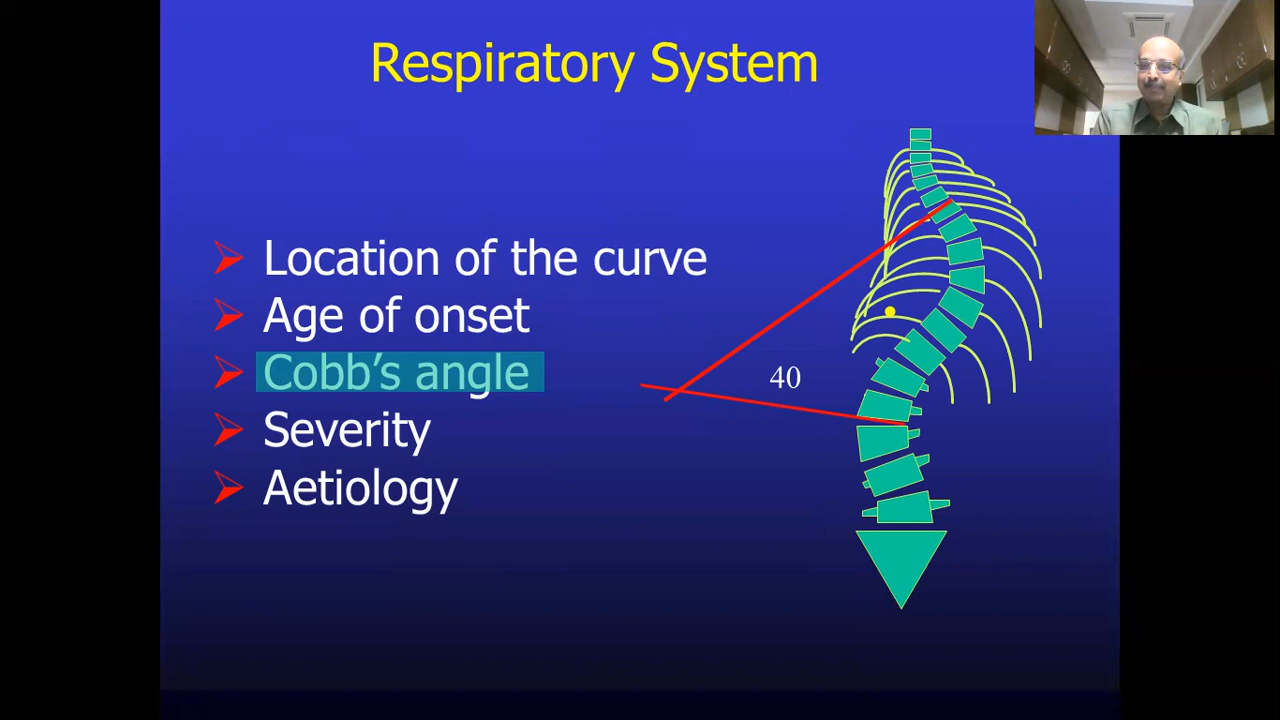 Respiratory System
Location of the curve
Age of onset
Cobb’s angle
40
Severity
Aetiology